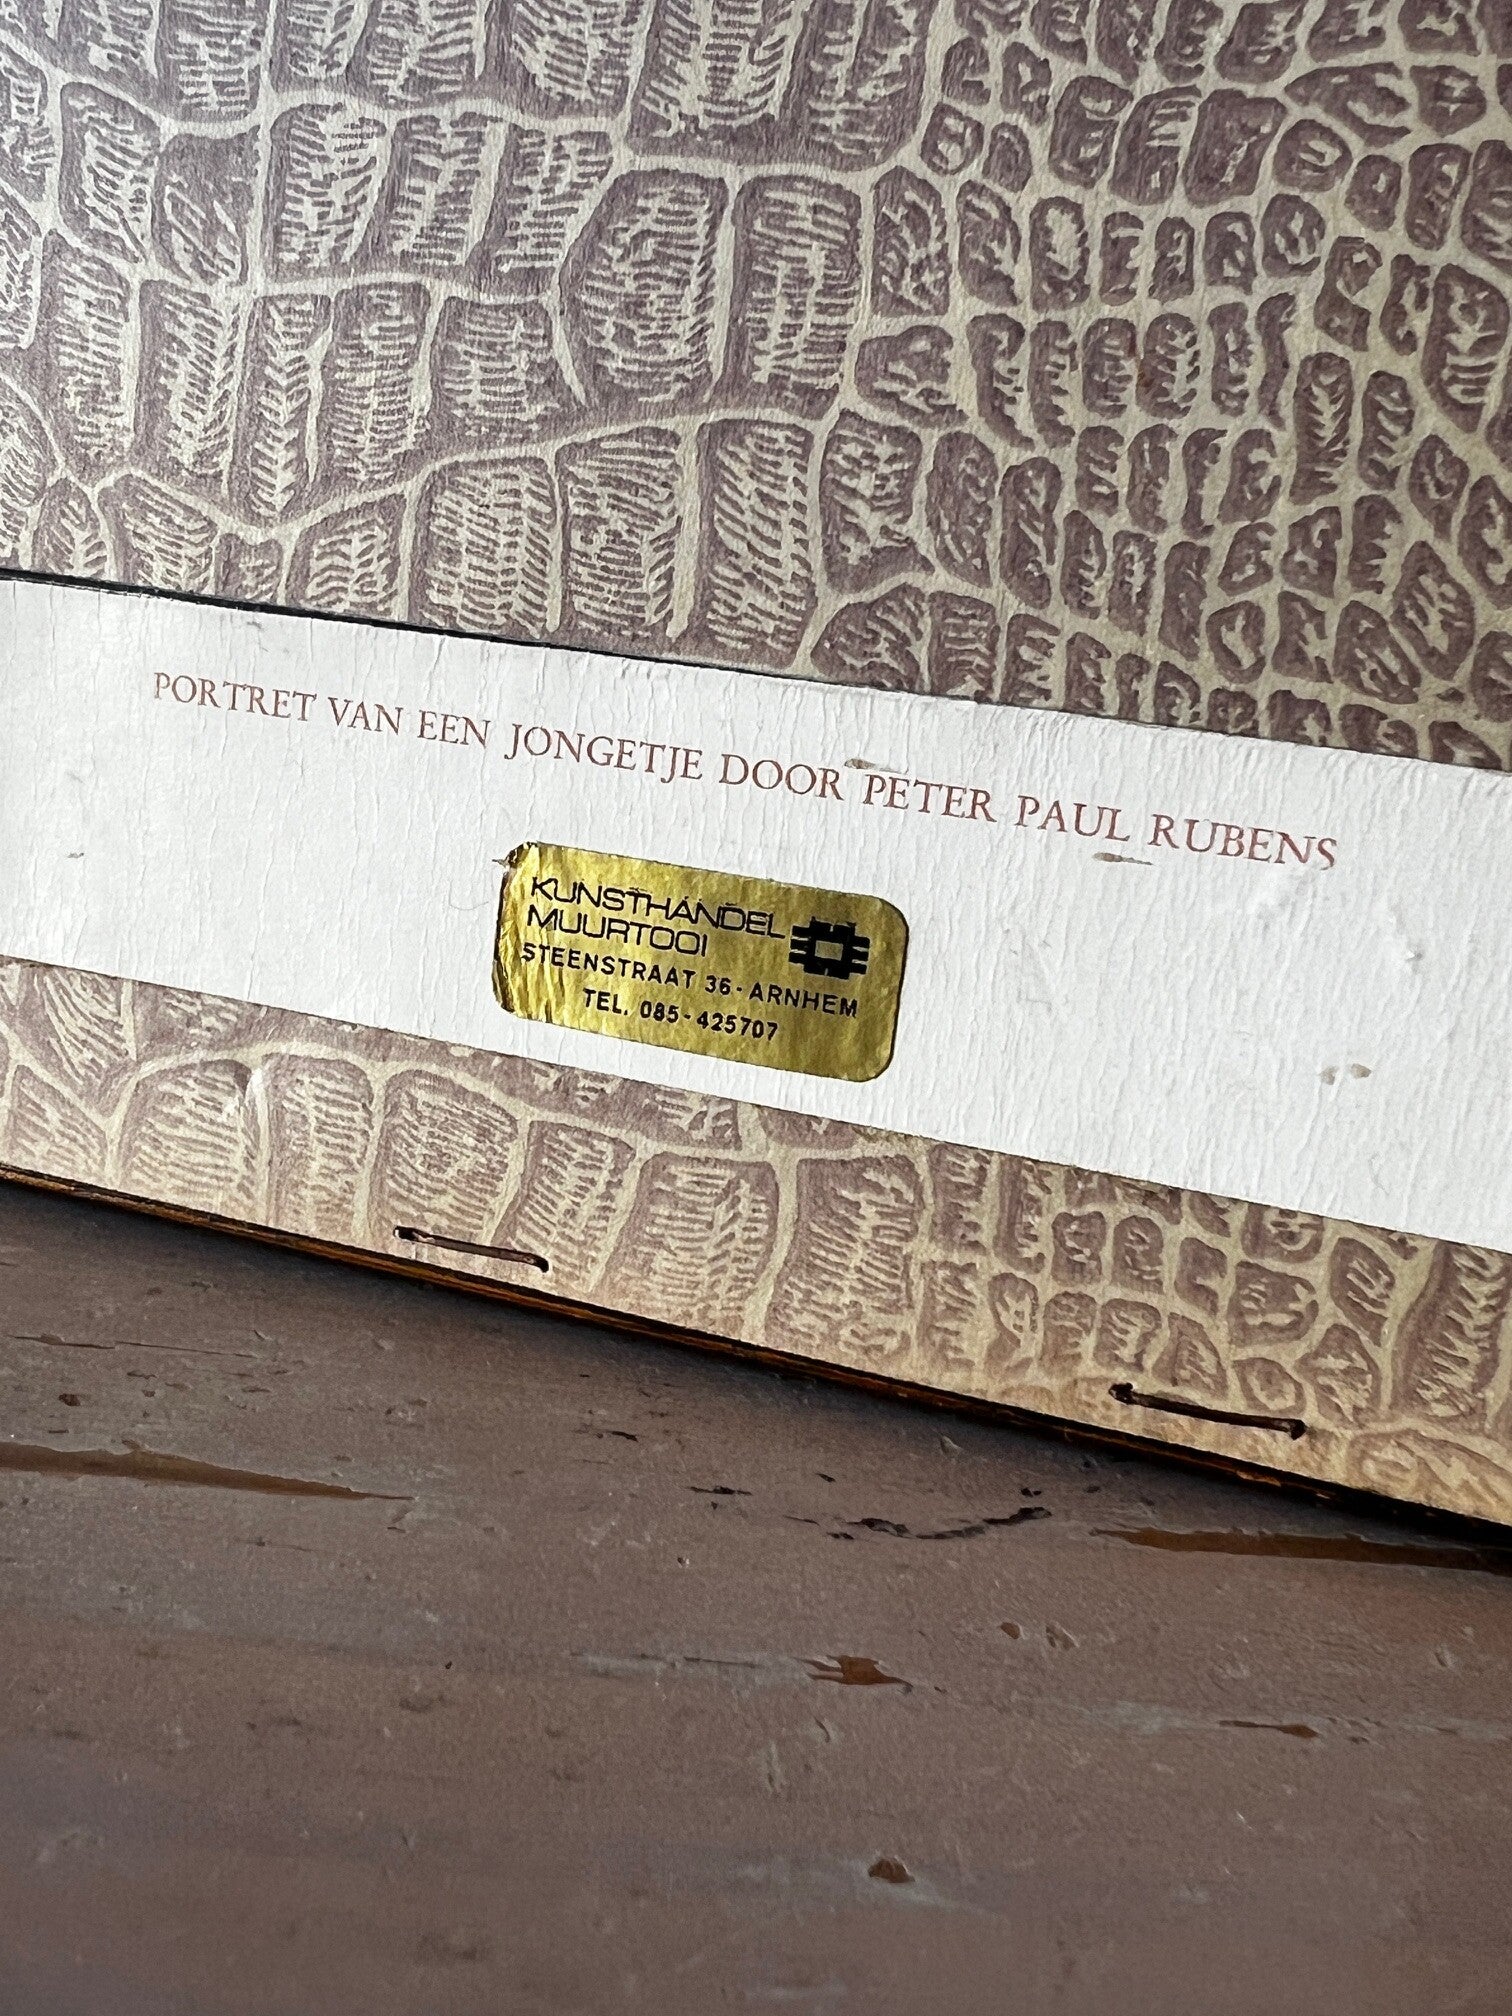 PORTRET VAN EEN JONGETJE DOOR PETER PAUL RUBENS
KUNSTHANDEL
MUURTOOI
STEENSTRAAT 36 - ARNHEM
TEL. 085-425707